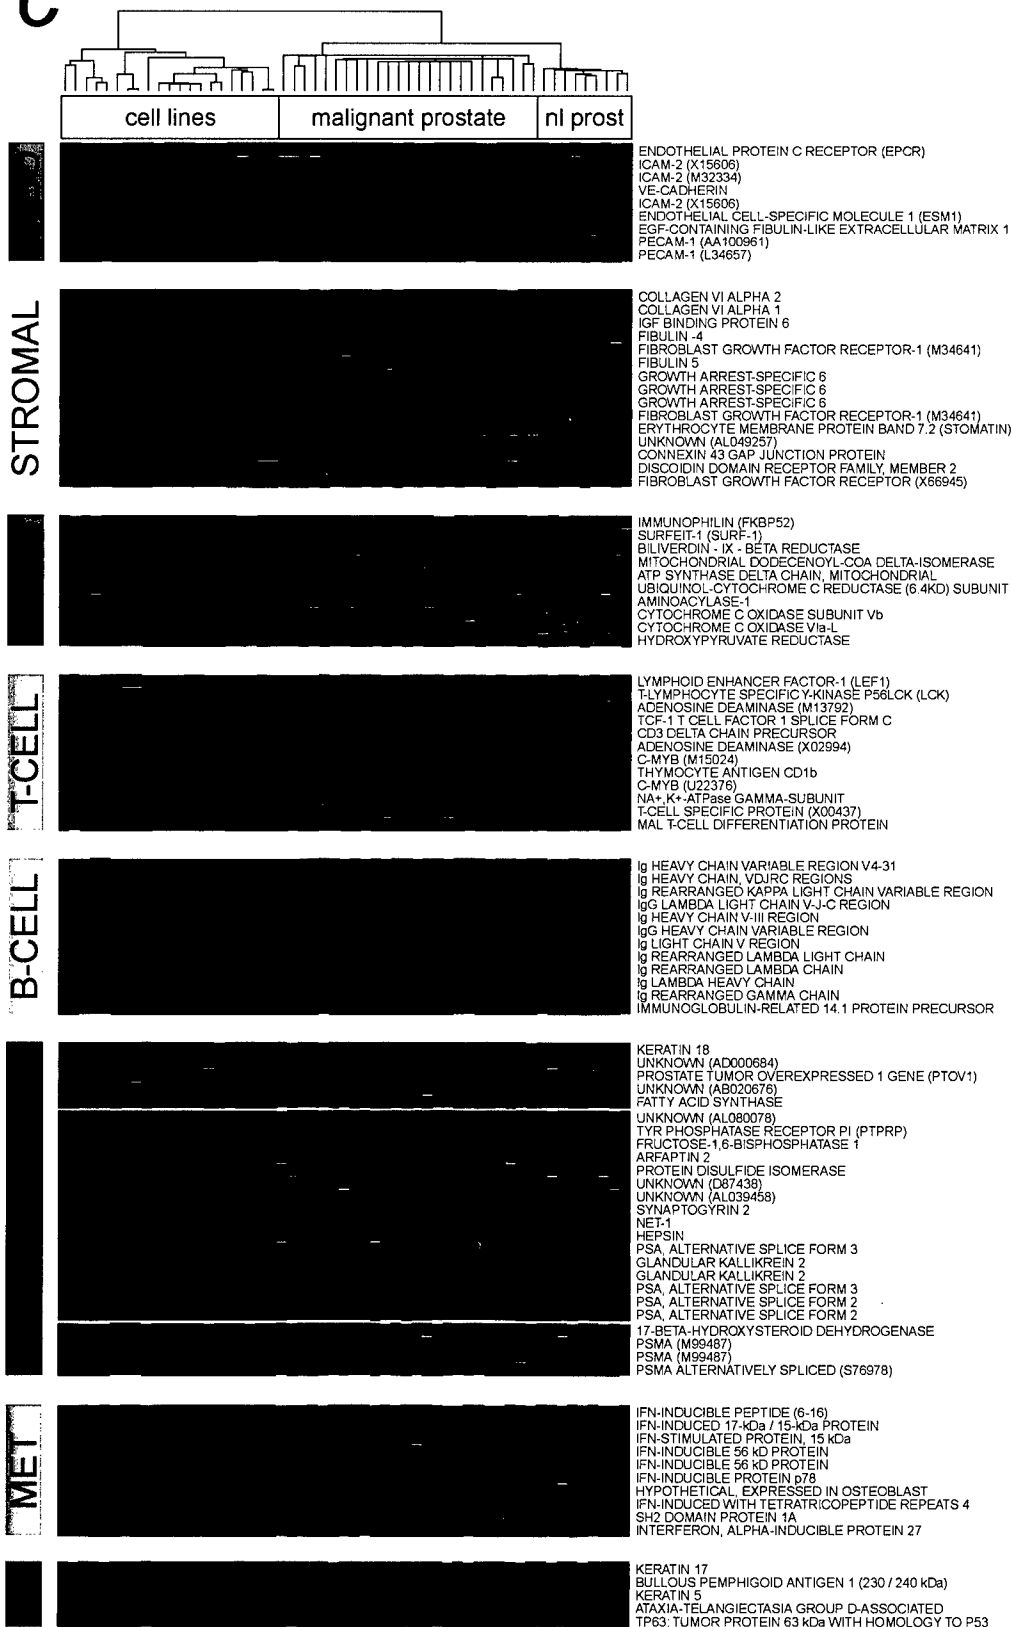 C
cell lines
malignant prostate
nl prost
ENDOTHELIAL PROTEIN C RECEPTOR (EPCR)
ICAM-2 (X15606)
ICAM-2 (M32334)
VE-CADHERIN
ICAM-2 (X15606)
ENDOTHELIAL CELL-SPECIFIC MOLECULE 1 (ESM1)
EGF-CONTAINING FIBULIN-LIKE EXTRACELLULAR MATRIX 1
PECAM-1 (AA100961)
PECAM-1 (L34657)
STROMAL
COLLAGEN VI ALPHA 2
COLLAGEN VI ALPHA 1
IGF BINDING PROTEIN 6
FIBULIN -4
FIBROBLAST GROWTH FACTOR RECEPTOR-1 (M34641)
FIBULIN 5
GROWTH ARREST-SPECIFIC 6
GROWTH ARREST-SPECIFIC 6
GROWTH ARREST-SPECIFIC 6
FIBROBLAST GROWTH FACTOR RECEPTOR-1 (M34641)
ERYTHROCYTE MEMBRANE PROTEIN BAND 7.2 (STOMATIN)
UNKNOWN (AL049257)
CONNEXIN 43 GAP JUNCTION PROTEIN
DISCOIDIN DOMAIN RECEPTOR FAMILY, MEMBER 2
FIBROBLAST GROWTH FACTOR RECEPTOR (X66945)
IMMUNOPHILIN (FKBP52)
SURFEIT-1 (SURF-1)
BILIVERDIN - IX - BETA REDUCTASE
MITOCHONDRIAL DODECENOYL-COA DELTA-ISOMERASE
ATP SYNTHASE DELTA CHAIN, MITOCHONDRIAL
UBIQUINOL-CYTOCHROME C REDUCTASE (6.4KD) SUBUNIT
AMINOACYLASE-1
CYTOCHROME C OXIDASE SUBUNIT Vb
CYTOCHROME C OXIDASE VIa-L
HYDROXYPYRUVATE REDUCTASE
T-CELL
LYMPHOID ENHANCER FACTOR-1 (LEF1)
T-LYMPHOCYTE SPECIFIC Y-KINASE P56LCK (LCK)
ADENOSINE DEAMINASE (M13792)
TCF-1 T CELL FACTOR 1 SPLICE FORM C
CD3 DELTA CHAIN PRECURSOR
ADENOSINE DEAMINASE (X02994)
C-MYB (M15024)
THYMOCYTE ANTIGEN CD1b
C-MYB (U22376)
NA+,K+-ATPase GAMMA-SUBUNIT
T-CELL SPECIFIC PROTEIN (X00437)
MAL T-CELL DIFFERENTIATION PROTEIN
B-CELL
Ig HEAVY CHAIN VARIABLE REGION V4-31
Ig HEAVY CHAIN, VDJRC REGIONS
Ig REARRANGED KAPPA LIGHT CHAIN VARIABLE REGION
IgG LAMBDA LIGHT CHAIN V-J-C REGION
Ig HEAVY CHAIN V-III REGION
IgG HEAVY CHAIN VARIABLE REGION
Ig LIGHT CHAIN V REGION
Ig REARRANGED LAMBDA LIGHT CHAIN
Ig REARRANGED LAMBDA CHAIN
Ig LAMBDA HEAVY CHAIN
Ig REARRANGED GAMMA CHAIN
IMMUNOGLOBULIN-RELATED 14.1 PROTEIN PRECURSOR
KERATIN 18
UNKNOWN (AD000684)
PROSTATE TUMOR OVEREXPRESSED 1 GENE (PTOV1)
UNKNOWN (AB020676)
FATTY ACID SYNTHASE
UNKNOWN (AL080078)
TYR PHOSPHATASE RECEPTOR PI (PTPRP)
FRUCTOSE-1,6-BISPHOSPHATASE 1
ARFAPTIN 2
PROTEIN DISULFIDE ISOMERASE
UNKNOWN (D87438)
UNKNOWN (AL039458)
SYNAPTOGYRIN 2
NET-1
HEPSIN
PSA, ALTERNATIVE SPLICE FORM 3
GLANDULAR KALLIKREIN 2
GLANDULAR KALLIKREIN 2
PSA, ALTERNATIVE SPLICE FORM 3
PSA, ALTERNATIVE SPLICE FORM 2
PSA, ALTERNATIVE SPLICE FORM 2
17-BETA-HYDROXYSTEROID DEHYDROGENASE
PSMA (M99487)
PSMA (M99487)
PSMA ALTERNATIVELY SPLICED (S76978)
MET
IFN-INDUCIBLE PEPTIDE (6-16)
IFN-INDUCED 17-kDa / 15-kDa PROTEIN
IFN-STIMULATED PROTEIN, 15 kDa
IFN-INDUCIBLE 56 kD PROTEIN
IFN-INDUCIBLE 56 kD PROTEIN
IFN-INDUCIBLE PROTEIN p78
HYPOTHETICAL, EXPRESSED IN OSTEOBLAST
IFN-INDUCED WITH TETRATRICOPEPTIDE REPEATS 4
SH2 DOMAIN PROTEIN 1A
INTERFERON, ALPHA-INDUCIBLE PROTEIN 27
KERATIN 17
BULLOUS PEMPHIGOID ANTIGEN 1 (230 / 240 kDa)
KERATIN 5
ATAXIA-TELANGIECTASIA GROUP D-ASSOCIATED
TP63: TUMOR PROTEIN 63 kDa WITH HOMOLOGY TO P53